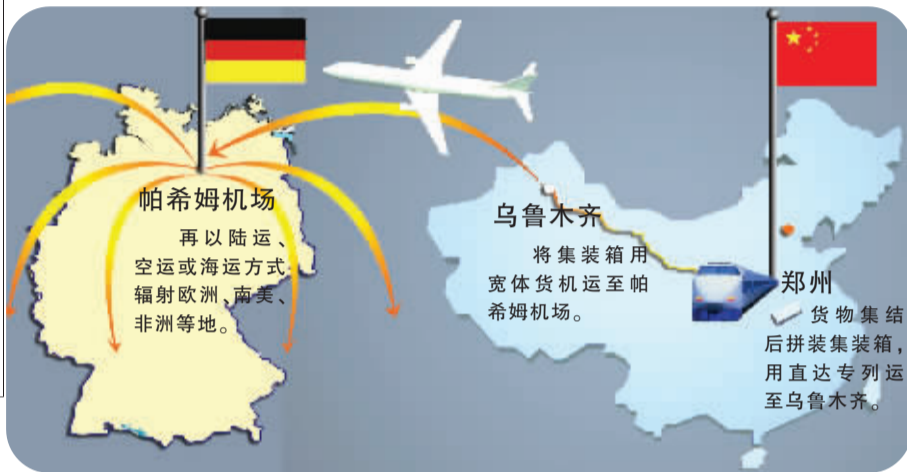 帕希姆机场
再以陆运、
空运或海运方式
辐射欧洲、南美、
非洲等地。
乌鲁木齐
将集装箱用
宽体货机运至帕
希姆机场。
郑州
货物集结
后拼装集装箱，
用直达专列运
至乌鲁木齐。